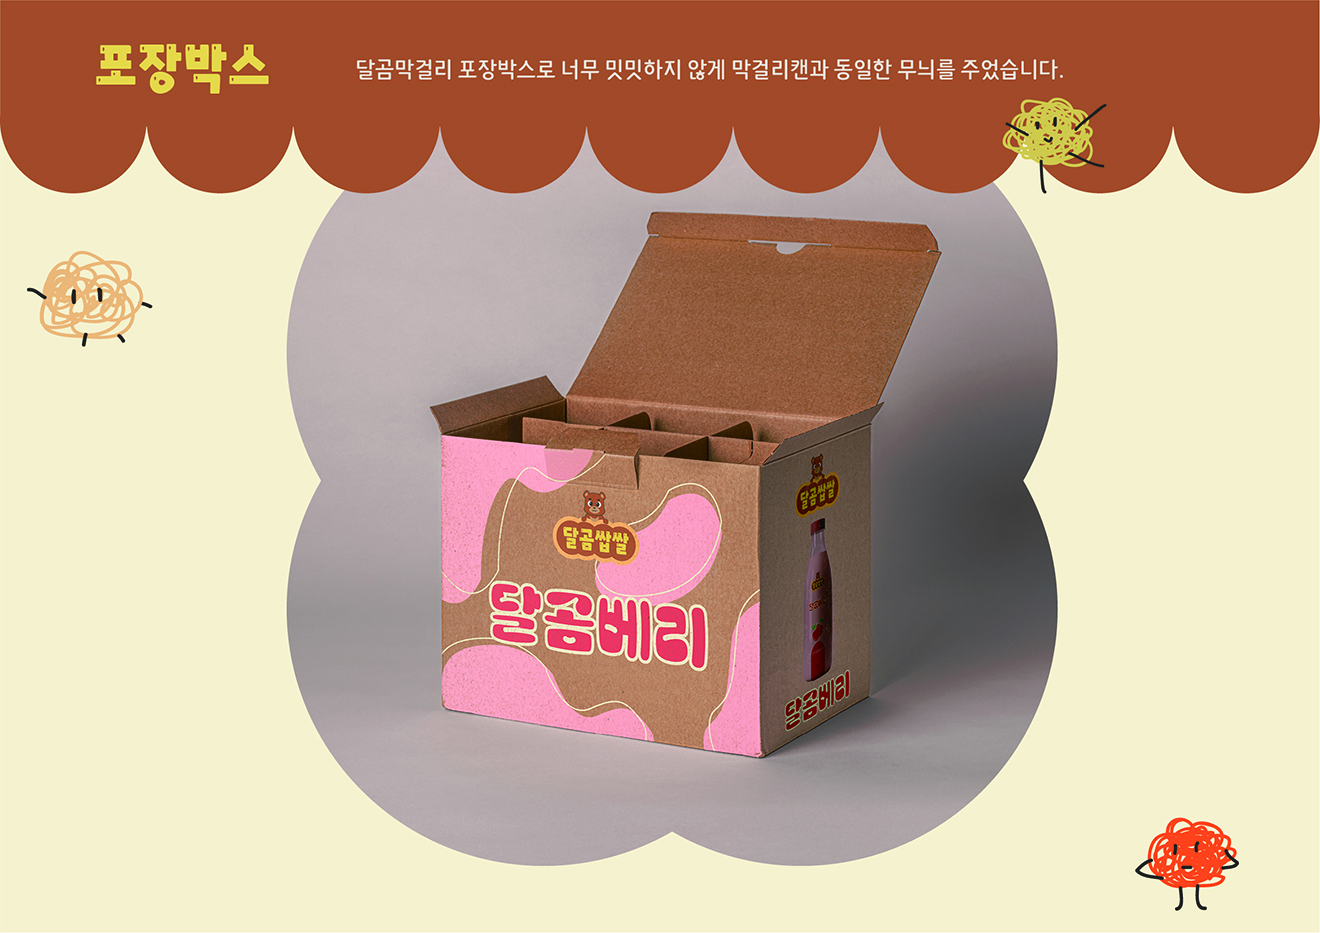 포장박스
달곰막걸리 포장박스로 너무 밋밋하지 않게 막걸리캔과 동일한 무늬를 주었습니다.
달곰쌉쌀
달곰베리
달곰쌉쌀
달곰베리